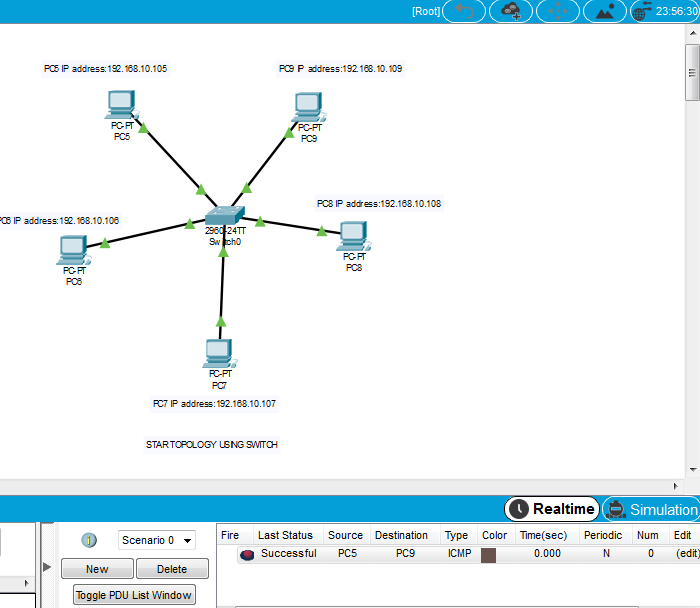 [Root]
23:56:30
PC5 IP address:192.168.10.105
PC9 IP address:192.168.10.109
PC-PT
PC5
PC-PT
PC9
PC8 IP address:192.168.10.108
PC6 IP address:192.168.10.106
2960-24TT
Switch0
PC-PT
PC8
PC-PT
PC6
PC-PT
PC7
PC7 IP address:192.168.10.107
STAR TOPOLOGY USING SWITCH
Realtime
Simulation
Scenario 0
New
Delete
Toggle PDU List Window
Fire Last Status Source Destination Type Color Time(sec) Periodic Num Edit
Successful PC5 PC9 ICMP 0.000 N 0 (edit)